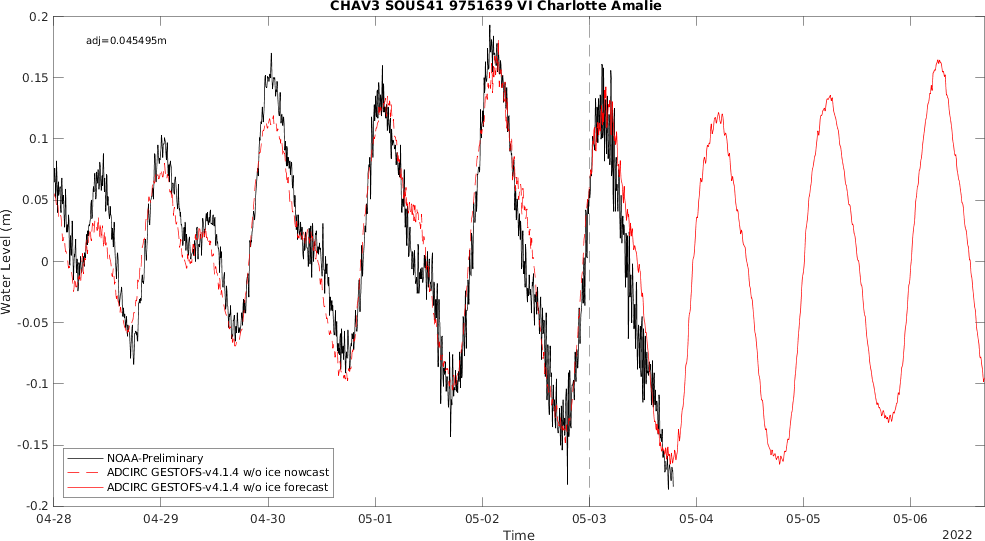 CHAV3 SOUS41 9751639 VI Charlotte Amalie
adj=0.045495m
0.2
0.15
0.1
0.05
0
-0.05
-0.1
-0.15
-0.2
Water Level (m)
NOAA-Preliminary
ADCIRC GESTOFS-v4.1.4 w/o ice nowcast
ADCIRC GESTOFS-v4.1.4 w/o ice forecast
04-28 04-29 04-30 05-01 05-02 05-03 05-04 05-05 05-06
Time
2022